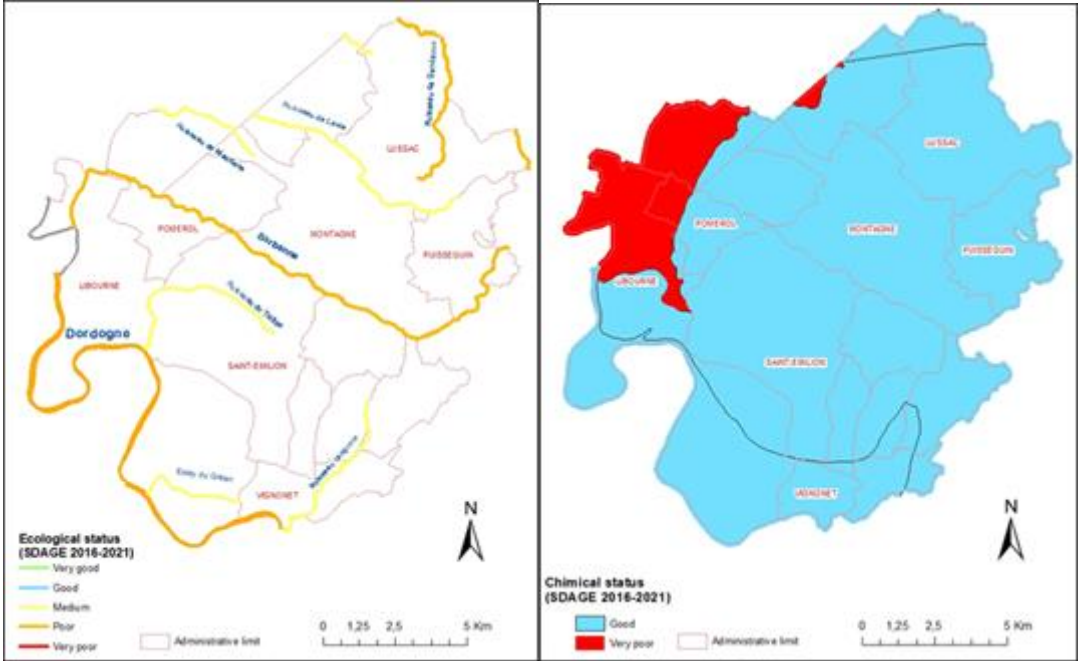 LUSSAC
POMEROL
MONTAGNE
PUISSEGUIN
LIBOURNE
Barbanne
Dordogne
SAINT-EMILION
VIGNONET
N
Ecological status
(SDAGE 2016-2021)
Very good
Good
Medium
Poor
Very poor
Administrative limit
0 1,25 2,5 5 Km
LUSSAC
POMEROL
MONTAGNE
PUISSEGUIN
LIBOURNE
SAINT-EMILION
VIGNONET
N
Chimical status
(SDAGE 2016-2021)
Good
Very poor
Administrative limit
0 1,25 2,5 5 Km